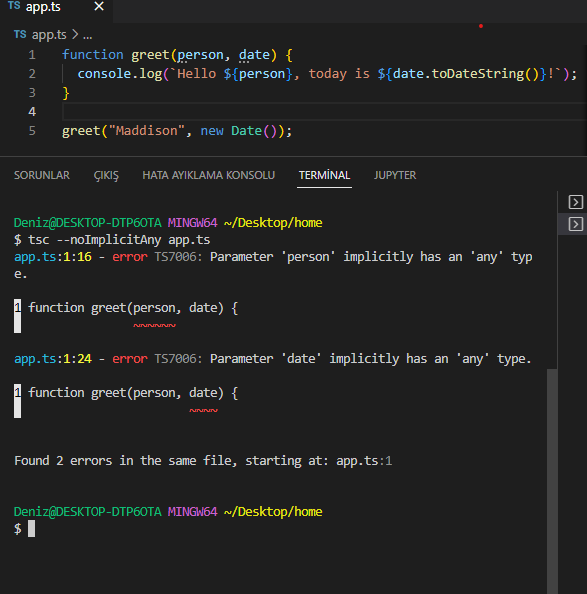 TS app.ts ×
TS app.ts > ...
1 function greet(person, date) {
2   console.log(`Hello ${person}, today is ${date.toDateString()}!`);
3 }
4
5 greet("Maddison", new Date());
SORUNLAR ÇIKIŞ HATA AYIKLAMA KONSOLU TERMİNAL JUPYTER
Deniz@DESKTOP-DTP6OTA MINGW64 ~/Desktop/home
$ tsc --noImplicitAny app.ts
app.ts:1:16 - error TS7006: Parameter 'person' implicitly has an 'any' typ
e.
1 function greet(person, date) {
~~~~~~
app.ts:1:24 - error TS7006: Parameter 'date' implicitly has an 'any' type.
1 function greet(person, date) {
~~~~
Found 2 errors in the same file, starting at: app.ts:1
Deniz@DESKTOP-DTP6OTA MINGW64 ~/Desktop/home
$